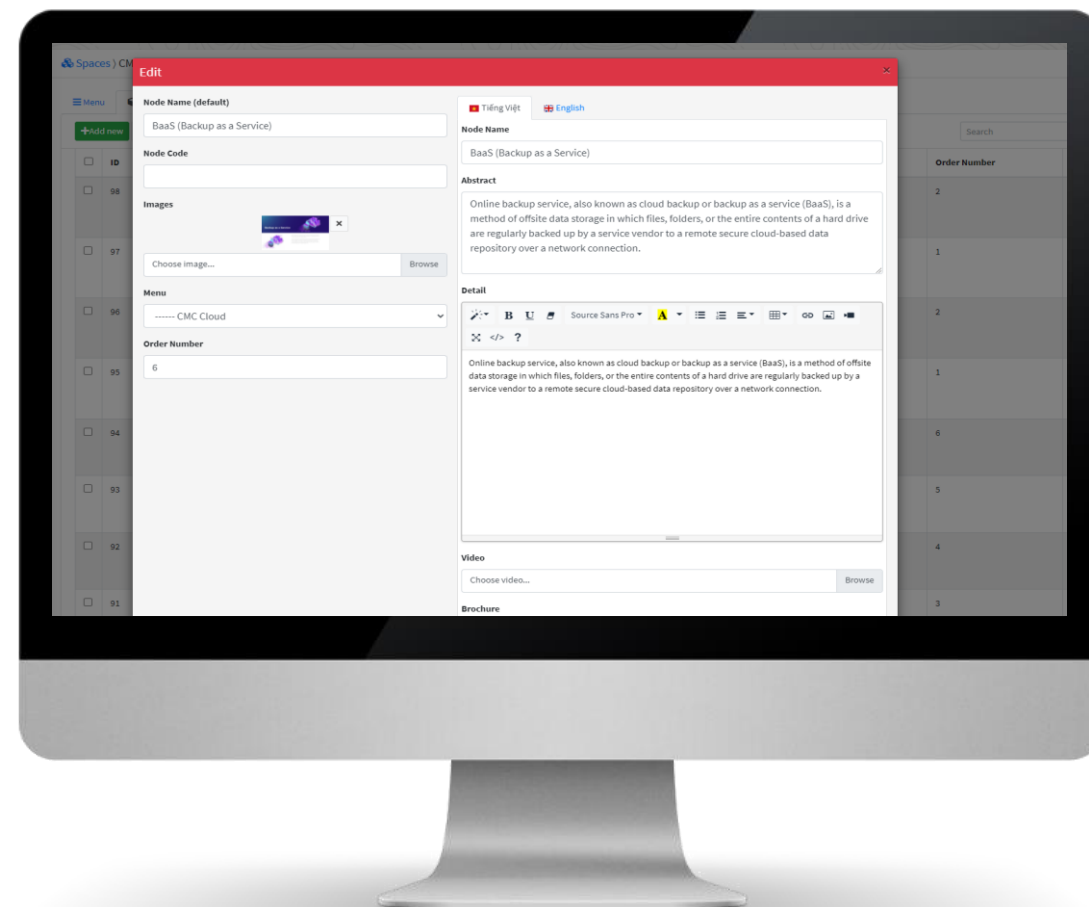 Spaces ) CM
Edit
×
Menu
+Add new
Search
ID
Order Number
98
2
97
1
96
2
95
1
94
6
93
5
92
4
91
3
Node Name (default)
BaaS (Backup as a Service)
Node Code
Images
×
Choose image...
Browse
Menu
------ CMC Cloud
Order Number
6
Tiếng Việt
English
Node Name
BaaS (Backup as a Service)
Abstract
Online backup service, also known as cloud backup or backup as a service (BaaS), is a
method of offsite data storage in which files, folders, or the entire contents of a hard drive
are regularly backed up by a service vendor to a remote secure cloud-based data
repository over a network connection.
Detail
B U Source Sans Pro A
</> ?
Online backup service, also known as cloud backup or backup as a service (BaaS), is a method of offsite
data storage in which files, folders, or the entire contents of a hard drive are regularly backed up by a
service vendor to a remote secure cloud-based data repository over a network connection.
Video
Choose video...
Browse
Brochure